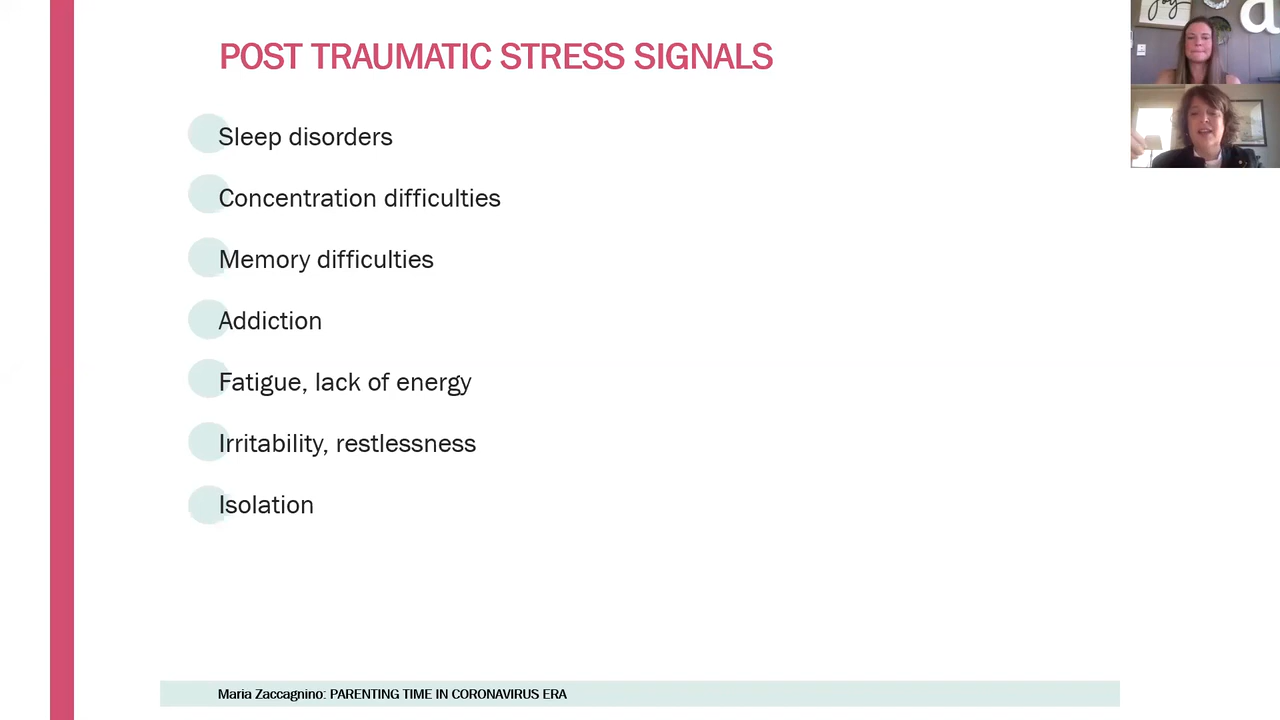 POST TRAUMATIC STRESS SIGNALS
Sleep disorders
Concentration difficulties
Memory difficulties
Addiction
Fatigue, lack of energy
Irritability, restlessness
Isolation
Maria Zaccagnino: PARENTING TIME IN CORONAVIRUS ERA
joy
a